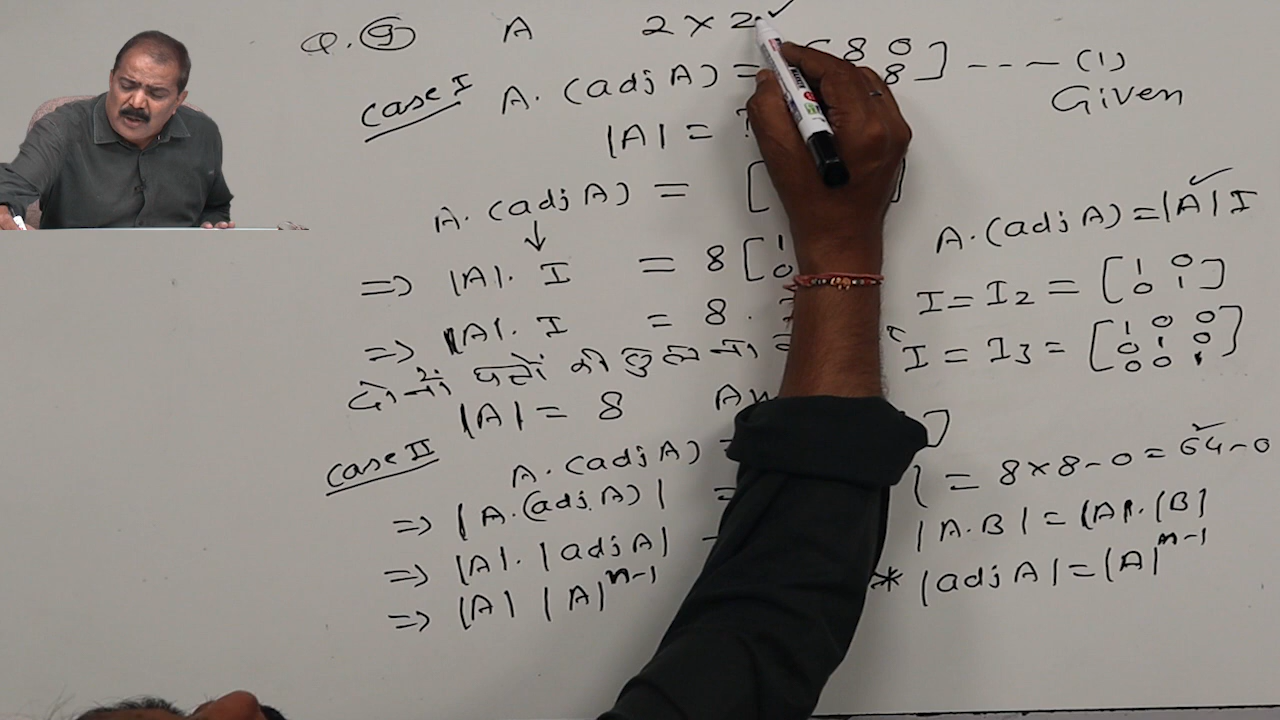 Q. 9 A 2 × 2 ✓
Case I A. (adj A) = [ 8 0 --- (1)
8 ] Given
|A| = ?
A. (adj A) = [ ]
A. (adj A) = |A| I
⇒ |A|. I = 8 [ 1
0
I = I2 = [ 1 0
0 1 ]
⇒ |A|. I = 8.
I = I3 = [ 1 0 0
0 1 0
0 0 1 ]
दोनों पदों की तुलना
|A| = 8
Case II A. (adj A) ]
⇒ | A. (adj A) | = | = 8×8-0 = 64-0
⇒ |A|. |adj A|
|A.B| = |A|.|B|
⇒ |A| |A|^n-1
* |adj A| = |A|^n-1